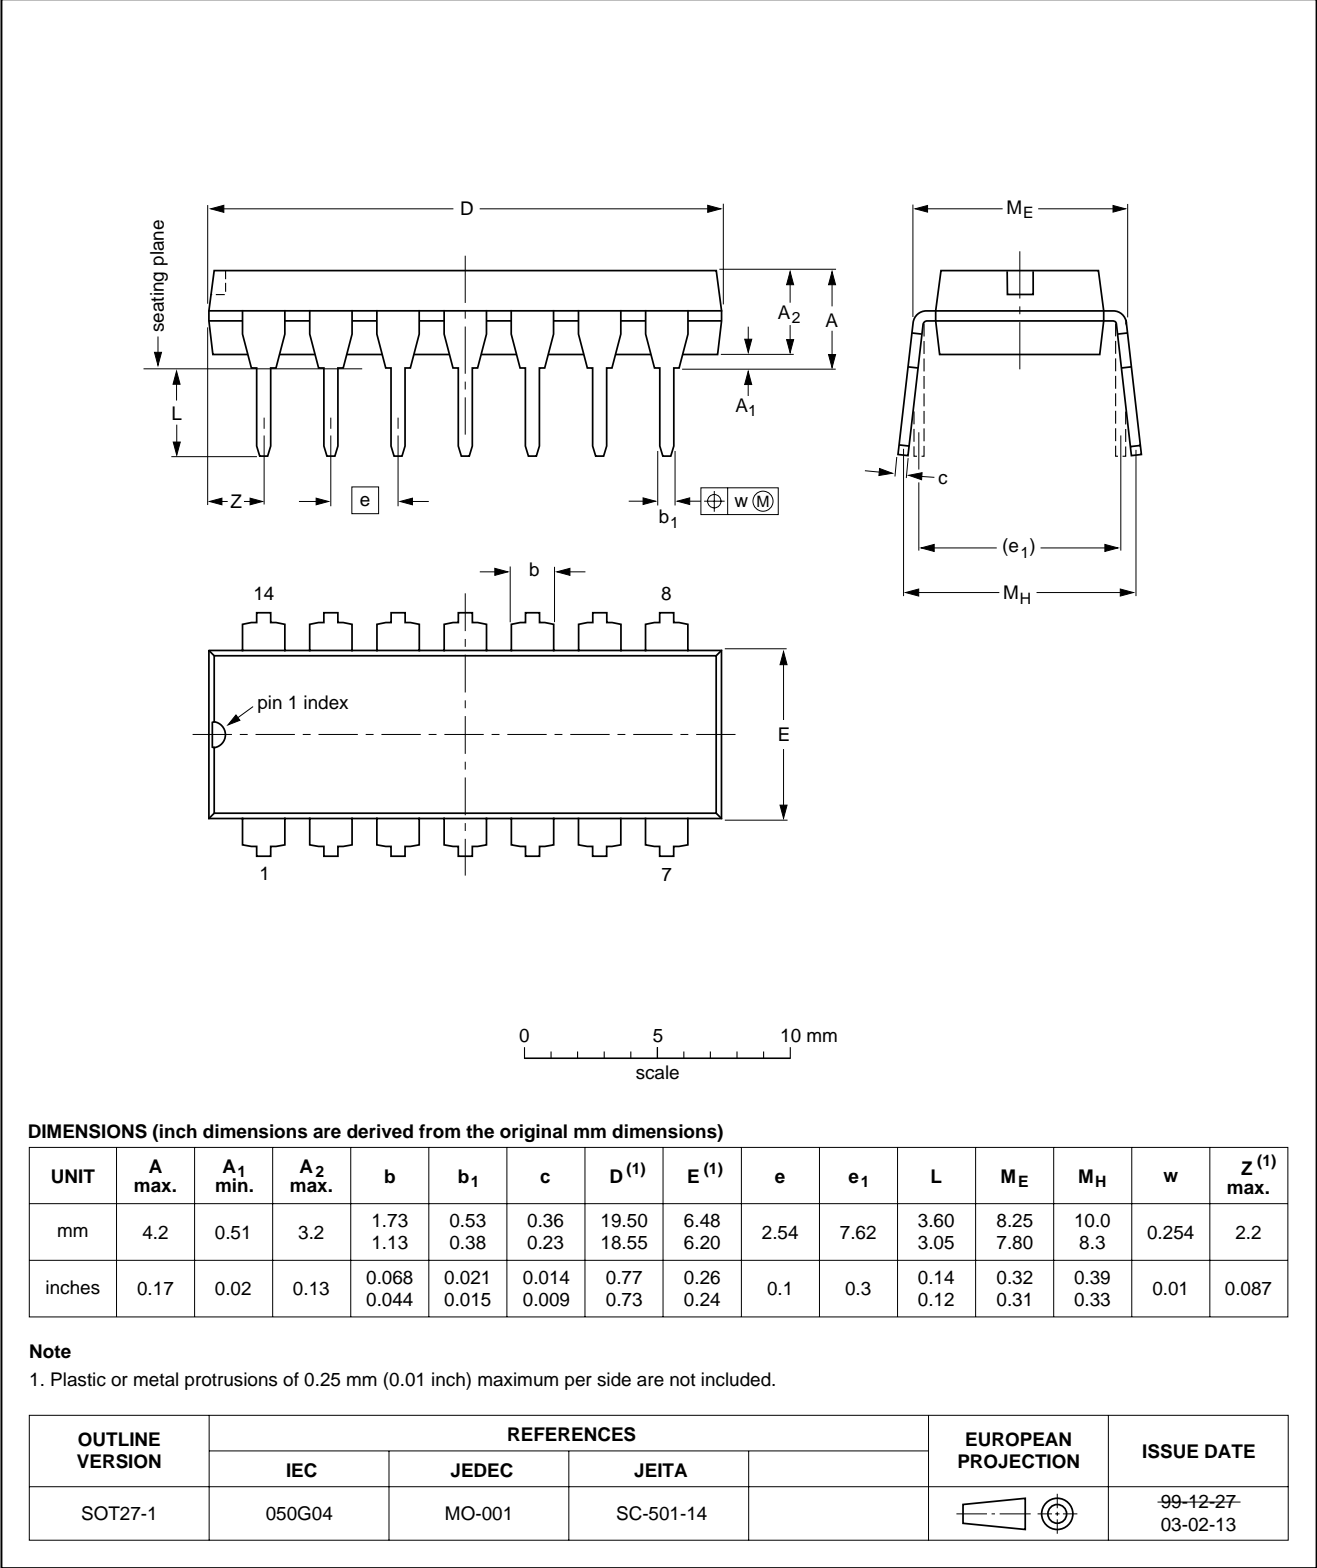 D
ME
seating plane
A2
A
A1
L
c
Z
e
b1
w M
(e1)
MH
b
14
8
pin 1 index
E
1
7
0
5
10 mm
scale
DIMENSIONS (inch dimensions are derived from the original mm dimensions)
UNIT A max. A1 min. A2 max. b b1 c D(1) E(1) e e1 L ME MH w Z(1) max.
mm 4.2 0.51 3.2 1.73 1.13 0.53 0.38 0.36 0.23 19.50 18.55 6.48 6.20 2.54 7.62 3.60 3.05 8.25 7.80 10.0 8.3 0.254 2.2
inches 0.17 0.02 0.13 0.068 0.044 0.021 0.015 0.014 0.009 0.77 0.73 0.26 0.24 0.1 0.3 0.14 0.12 0.32 0.31 0.39 0.33 0.01 0.087
Note
1. Plastic or metal protrusions of 0.25 mm (0.01 inch) maximum per side are not included.
OUTLINE VERSION
REFERENCES
EUROPEAN PROJECTION
ISSUE DATE
IEC JEDEC JEITA
SOT27-1 050G04 MO-001 SC-501-14
99-12-27
03-02-13